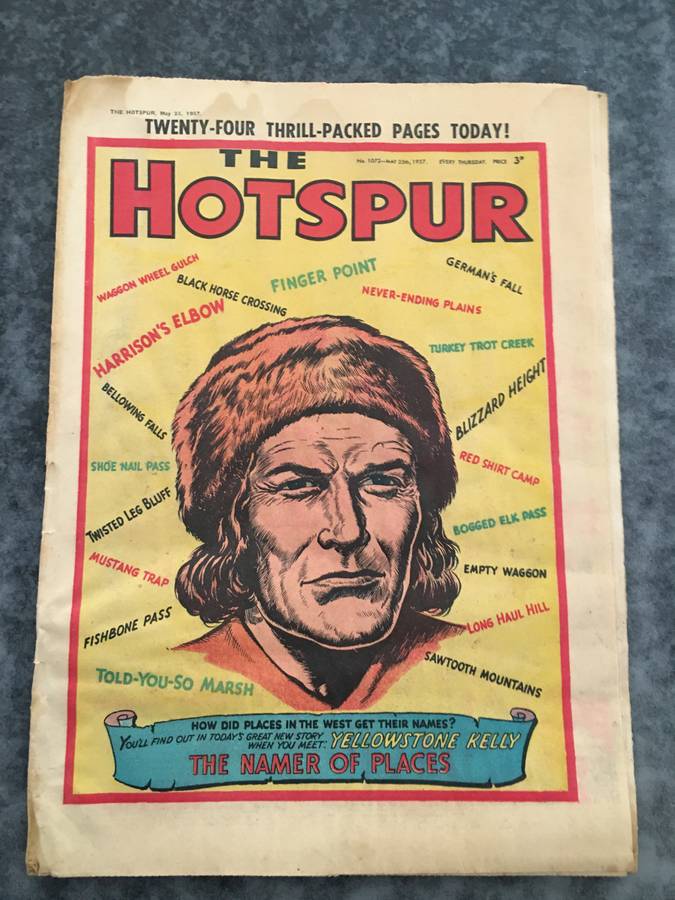 THE HOTSPUR, May 25, 1957.
TWENTY-FOUR THRILL-PACKED PAGES TODAY!
THE
No. 1072—MAY 25th, 1957. EVERY THURSDAY. PRICE 3D
HOTSPUR
WAGGON WHEEL GULCH
BLACK HORSE CROSSING
FINGER POINT
GERMAN'S FALL
NEVER-ENDING PLAINS
HARRISON'S ELBOW
TURKEY TROT CREEK
BELLOWING FALLS
BLIZZARD HEIGHT
SHOE NAIL PASS
RED SHIRT CAMP
TWISTED LEG BLUFF
BOGGED ELK PASS
MUSTANG TRAP
EMPTY WAGGON
FISHBONE PASS
LONG HAUL HILL
TOLD-YOU-SO MARSH
SAWTOOTH MOUNTAINS
HOW DID PLACES IN THE WEST GET THEIR NAMES?
YOU'LL FIND OUT IN TODAY'S GREAT NEW STORY
WHEN YOU MEET: YELLOWSTONE KELLY
THE NAMER OF PLACES